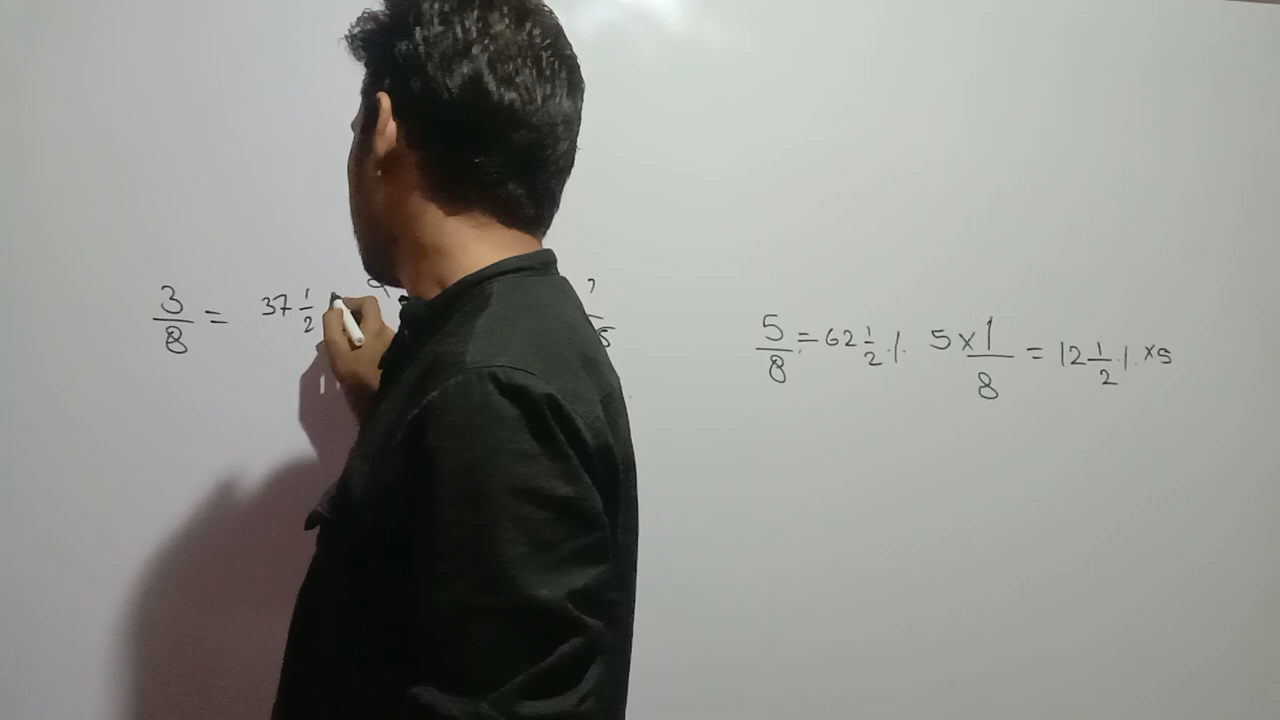 3/8 = 37 1/2
5/8 = 62 1/2 % 5 x 1/8 = 12 1/2 % x 5